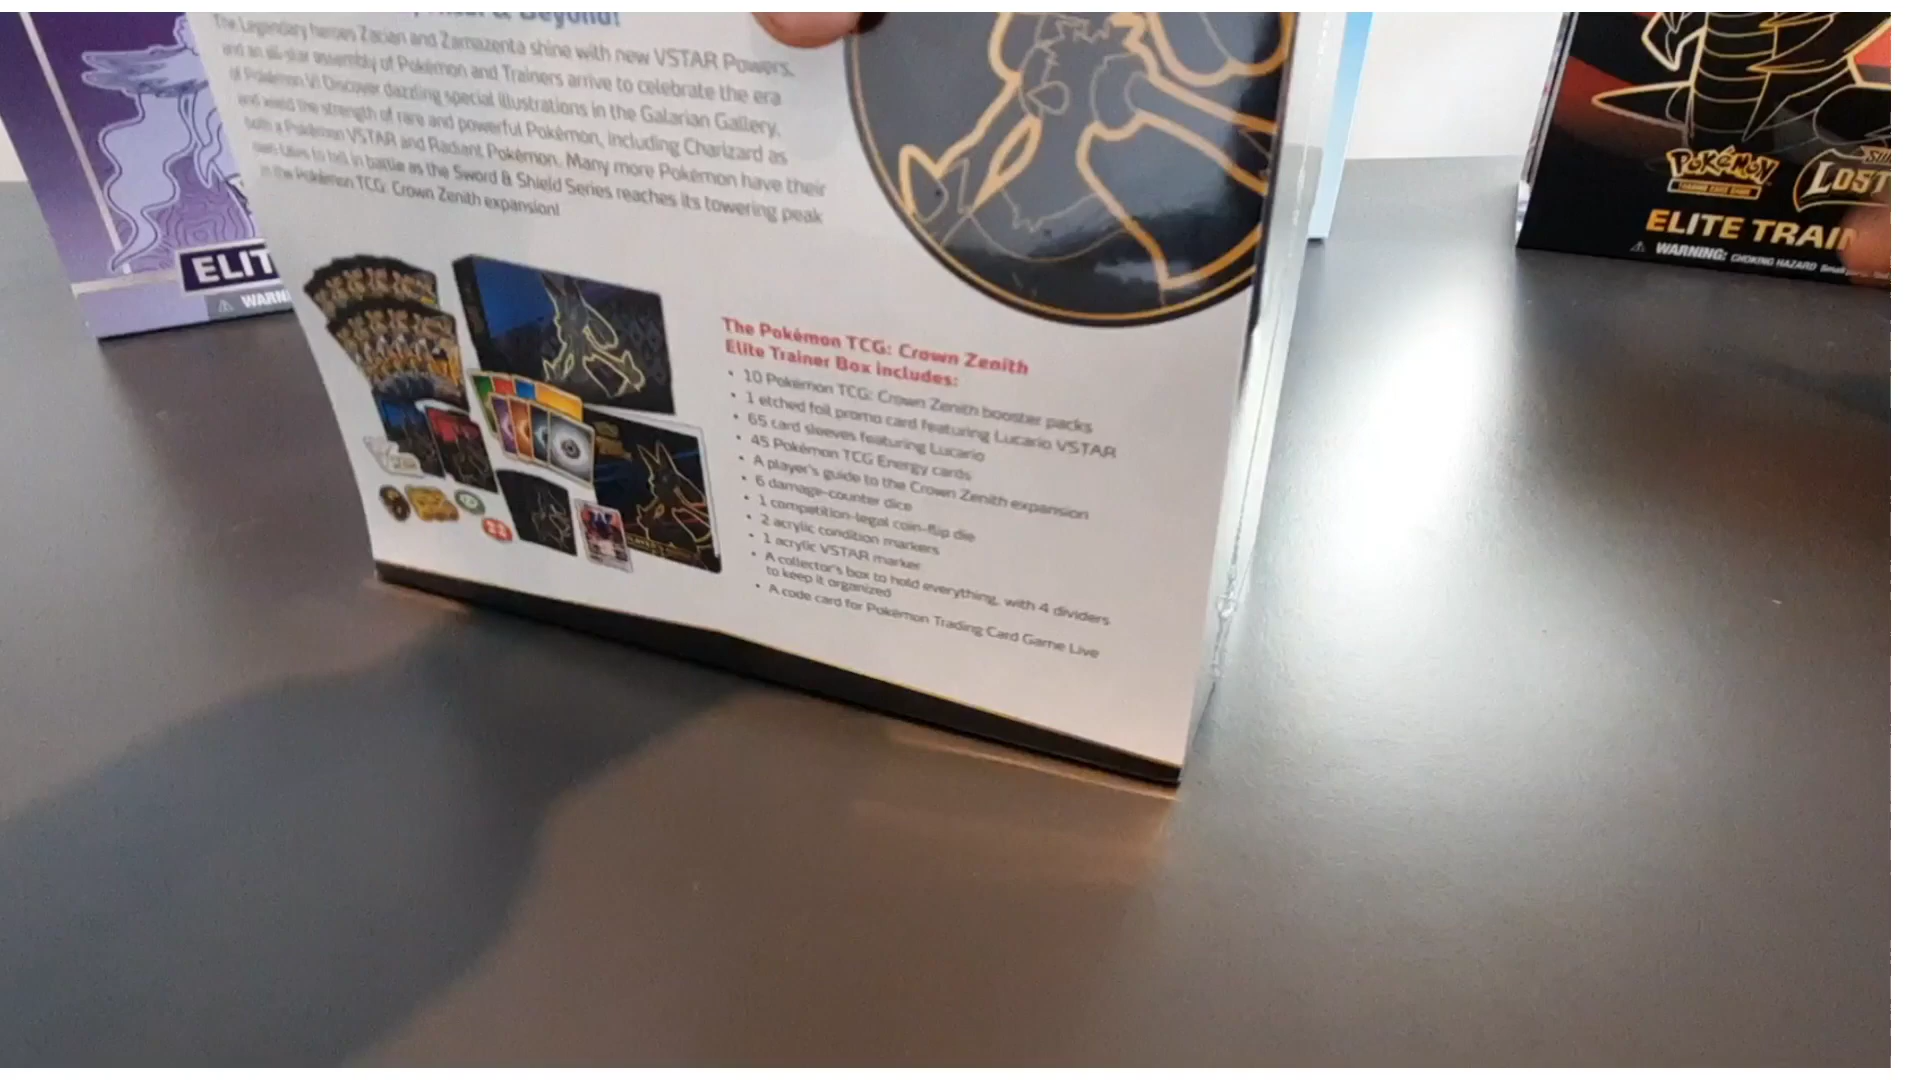 & Beyond!
The Legendary heroes Zacian and Zamazenta shine with new VSTAR Powers,
and an all-star assembly of Pokémon and Trainers arrive to celebrate the era
of Pokémon V! Discover dazzling special illustrations in the Galarian Gallery,
and wield the strength of rare and powerful Pokémon, including Charizard as
both a Pokémon VSTAR and Radiant Pokémon. Many more Pokémon have their
own tales to tell in battle as the Sword & Shield Series reaches its towering peak
in the Pokémon TCG: Crown Zenith expansion!
The Pokémon TCG: Crown Zenith
Elite Trainer Box includes:
• 10 Pokémon TCG: Crown Zenith booster packs
• 1 etched foil promo card featuring Lucario VSTAR
• 65 card sleeves featuring Lucario
• 45 Pokémon TCG Energy cards
• A player's guide to the Crown Zenith expansion
• 6 damage-counter dice
• 1 competition-legal coin-flip die
• 2 acrylic condition markers
• 1 acrylic VSTAR marker
• A collector's box to hold everything, with 4 dividers
to keep it organized
• A code card for Pokémon Trading Card Game Live
ELIT
WARN
POKÉMON
TRADING CARD GAME
LOST
ELITE TRAIN
WARNING: CHOKING HAZARD